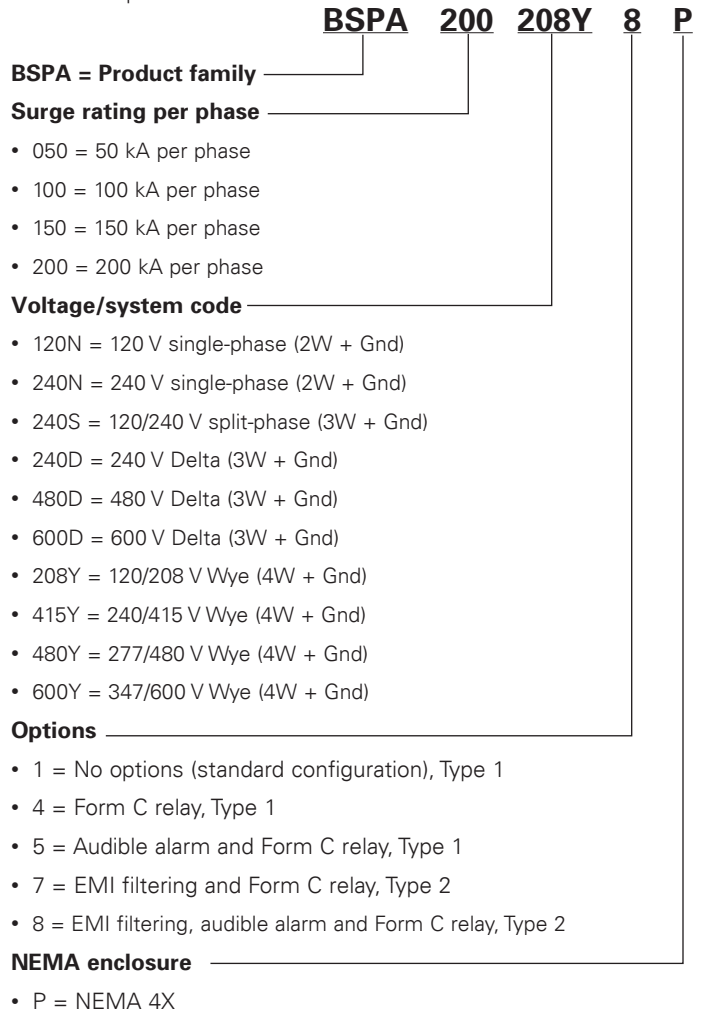 BSPA 200 208Y 8 P
BSPA = Product family
Surge rating per phase
• 050 = 50 kA per phase
• 100 = 100 kA per phase
• 150 = 150 kA per phase
• 200 = 200 kA per phase
Voltage/system code
• 120N = 120 V single-phase (2W + Gnd)
• 240N = 240 V single-phase (2W + Gnd)
• 240S = 120/240 V split-phase (3W + Gnd)
• 240D = 240 V Delta (3W + Gnd)
• 480D = 480 V Delta (3W + Gnd)
• 600D = 600 V Delta (3W + Gnd)
• 208Y = 120/208 V Wye (4W + Gnd)
• 415Y = 240/415 V Wye (4W + Gnd)
• 480Y = 277/480 V Wye (4W + Gnd)
• 600Y = 347/600 V Wye (4W + Gnd)
Options
• 1 = No options (standard configuration), Type 1
• 4 = Form C relay, Type 1
• 5 = Audible alarm and Form C relay, Type 1
• 7 = EMI filtering and Form C relay, Type 2
• 8 = EMI filtering, audible alarm and Form C relay, Type 2
NEMA enclosure
• P = NEMA 4X